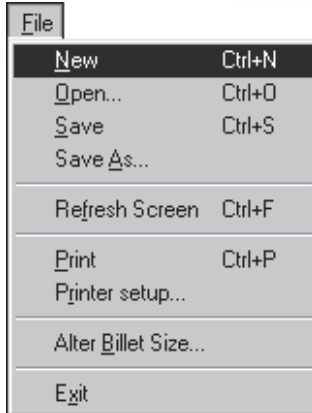 File
New Ctrl+N
Open... Ctrl+O
Save Ctrl+S
Save As...
Refresh Screen Ctrl+F
Print Ctrl+P
Printer setup...
Alter Billet Size...
Exit